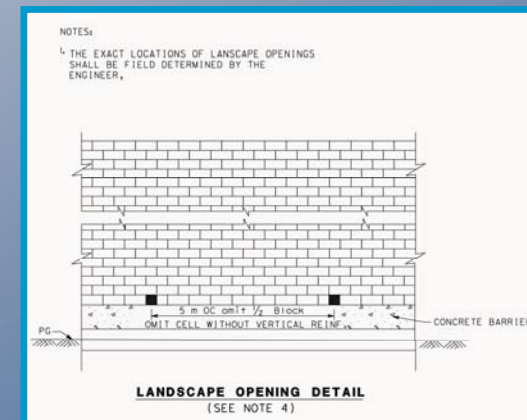 NOTES:
4. THE EXACT LOCATIONS OF LANSCAPE OPENINGS
SHALL BE FIELD DETERMINED BY THE
ENGINEER,
5 m OC omit 1/2 Block
OMIT CELL WITHOUT VERTICAL REINF.
PG
CONCRETE BARRIER
LANDSCAPE OPENING DETAIL
(SEE NOTE 4)